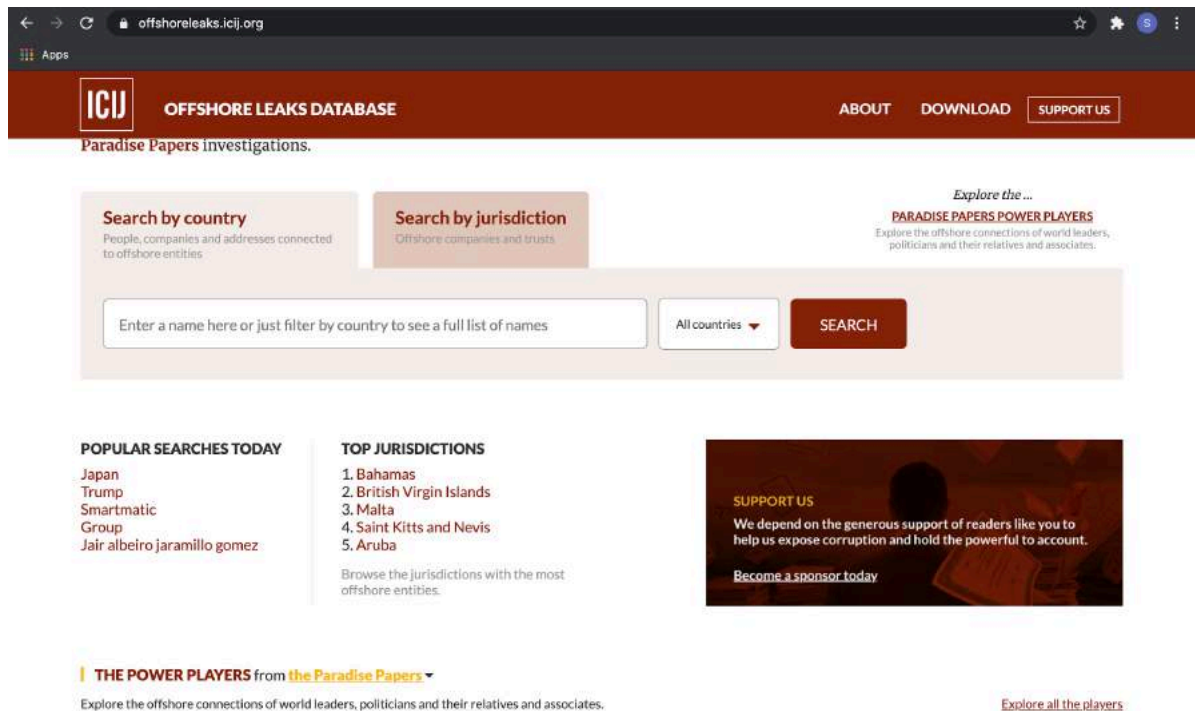 offshoreleaks.icij.org
S
Apps
ICIJ
OFFSHORE LEAKS DATABASE
ABOUT
DOWNLOAD
SUPPORT US
Paradise Papers investigations.
Search by country
People, companies and addresses connected
to offshore entities
Search by jurisdiction
Offshore companies and trusts
Explore the ...
PARADISE PAPERS POWER PLAYERS
Explore the offshore connections of world leaders,
politicians and their relatives and associates.
Enter a name here or just filter by country to see a full list of names
All countries
SEARCH
POPULAR SEARCHES TODAY
Japan
Trump
Smartmatic
Group
Jair albeiro jaramillo gomez
TOP JURISDICTIONS
1. Bahamas
2. British Virgin Islands
3. Malta
4. Saint Kitts and Nevis
5. Aruba
Browse the jurisdictions with the most
offshore entities.
SUPPORT US
We depend on the generous support of readers like you to
help us expose corruption and hold the powerful to account.
Become a sponsor today
THE POWER PLAYERS from the Paradise Papers
Explore the offshore connections of world leaders, politicians and their relatives and associates.
Explore all the players